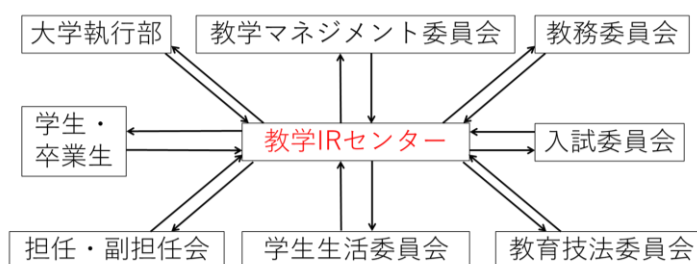 大学執行部
教学マネジメント委員会
教務委員会
学生・
卒業生
教学IRセンター
入試委員会
担任・副担任会
学生生活委員会
教育技法委員会